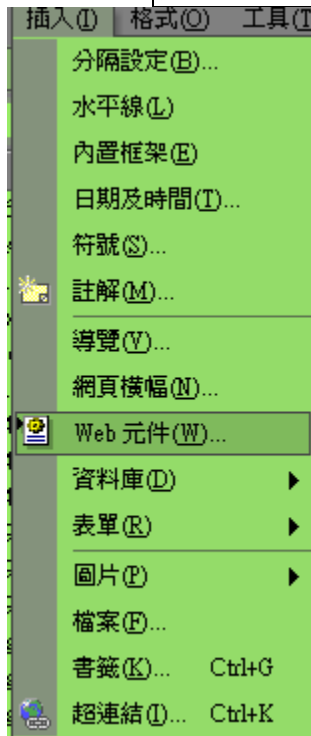 插入(I) 格式(O) 工具(T
分隔設定(B)...
水平線(L)
內置框架(E)
日期及時間(T)...
符號(S)...
註解(M)...
導覽(V)...
網頁橫幅(N)...
Web 元件(W)...
資料庫(D)
表單(R)
圖片(P)
檔案(F)...
書籤(K)... Ctrl+G
超連結(I)... Ctrl+K